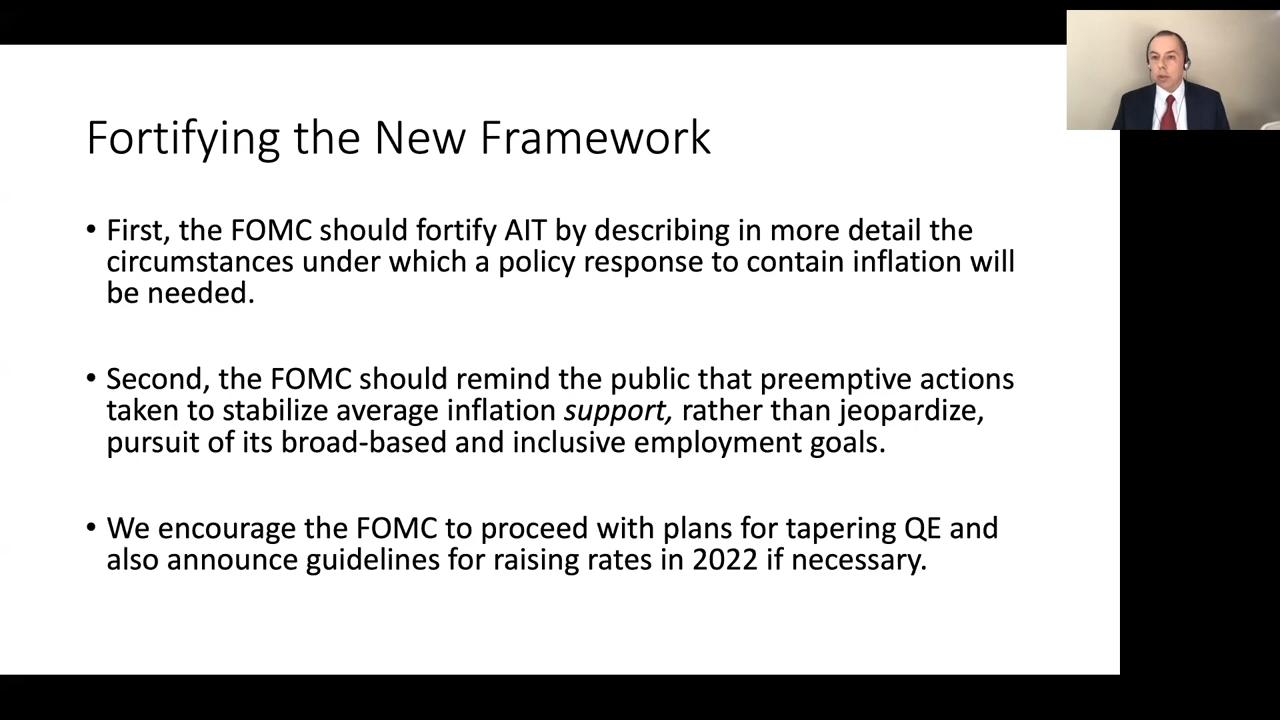 Fortifying the New Framework
• First, the FOMC should fortify AIT by describing in more detail the
circumstances under which a policy response to contain inflation will
be needed.
• Second, the FOMC should remind the public that preemptive actions
taken to stabilize average inflation support, rather than jeopardize,
pursuit of its broad-based and inclusive employment goals.
• We encourage the FOMC to proceed with plans for tapering QE and
also announce guidelines for raising rates in 2022 if necessary.